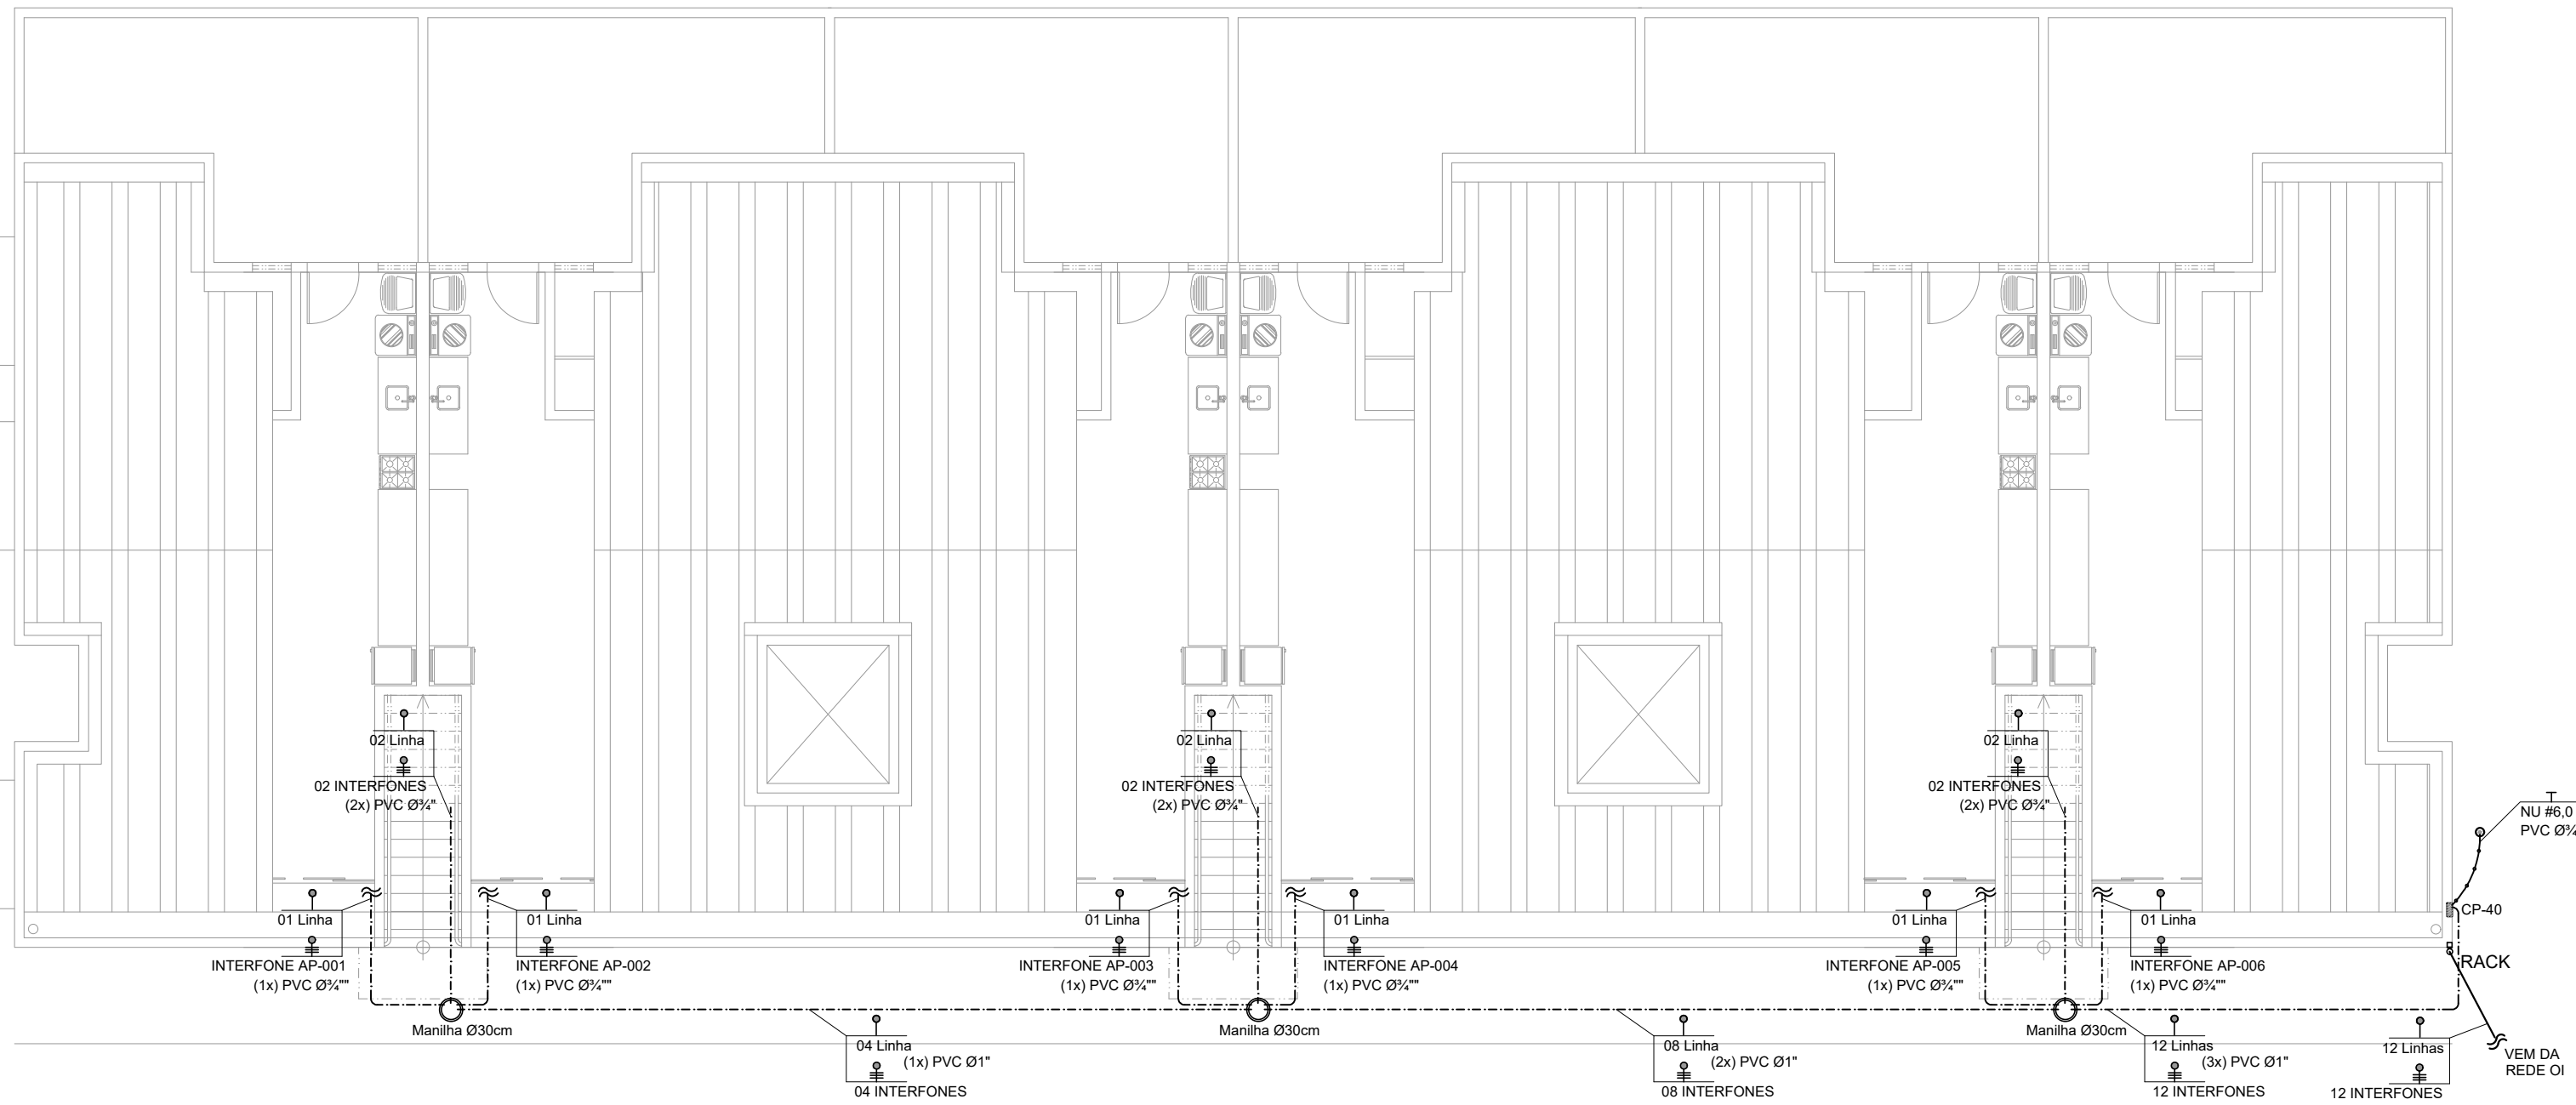 02 Linha
02 INTERFONES
(2x) PVC Ø¾"
02 Linha
02 INTERFONES
(2x) PVC Ø¾"
02 Linha
02 INTERFONES
(2x) PVC Ø¾"
T
NU #6,0
PVC Ø¾
01 Linha
INTERFONE AP-001
(1x) PVC Ø¾""
01 Linha
INTERFONE AP-002
(1x) PVC Ø¾""
01 Linha
INTERFONE AP-003
(1x) PVC Ø¾""
01 Linha
INTERFONE AP-004
(1x) PVC Ø¾""
01 Linha
INTERFONE AP-005
(1x) PVC Ø¾""
01 Linha
INTERFONE AP-006
(1x) PVC Ø¾""
CP-40
RACK
Manilha Ø30cm
Manilha Ø30cm
Manilha Ø30cm
04 Linha
(1x) PVC Ø1"
04 INTERFONES
08 Linha
(2x) PVC Ø1"
08 INTERFONES
12 Linhas
(3x) PVC Ø1"
12 INTERFONES
12 Linhas
12 INTERFONES
VEM DA
REDE OI